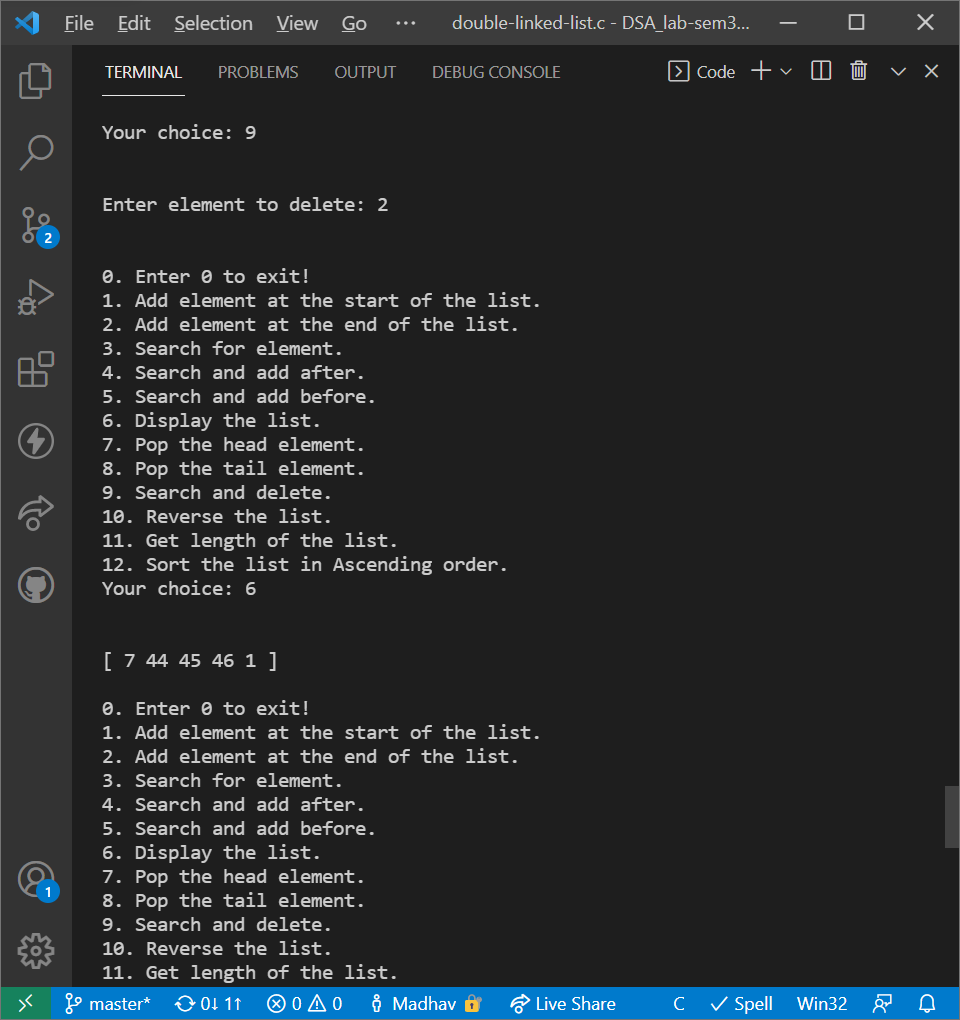 File Edit Selection View Go ··· double-linked-list.c - DSA_lab-sem3...
TERMINAL PROBLEMS OUTPUT DEBUG CONSOLE Code
Your choice: 9
Enter element to delete: 2
2
0. Enter 0 to exit!
1. Add element at the start of the list.
2. Add element at the end of the list.
3. Search for element.
4. Search and add after.
5. Search and add before.
6. Display the list.
7. Pop the head element.
8. Pop the tail element.
9. Search and delete.
10. Reverse the list.
11. Get length of the list.
12. Sort the list in Ascending order.
Your choice: 6
[ 7 44 45 46 1 ]
0. Enter 0 to exit!
1. Add element at the start of the list.
2. Add element at the end of the list.
3. Search for element.
4. Search and add after.
5. Search and add before.
6. Display the list.
7. Pop the head element.
1
8. Pop the tail element.
9. Search and delete.
10. Reverse the list.
11. Get length of the list.
master* 0↓ 1↑ 0 0 Madhav Live Share C Spell Win32